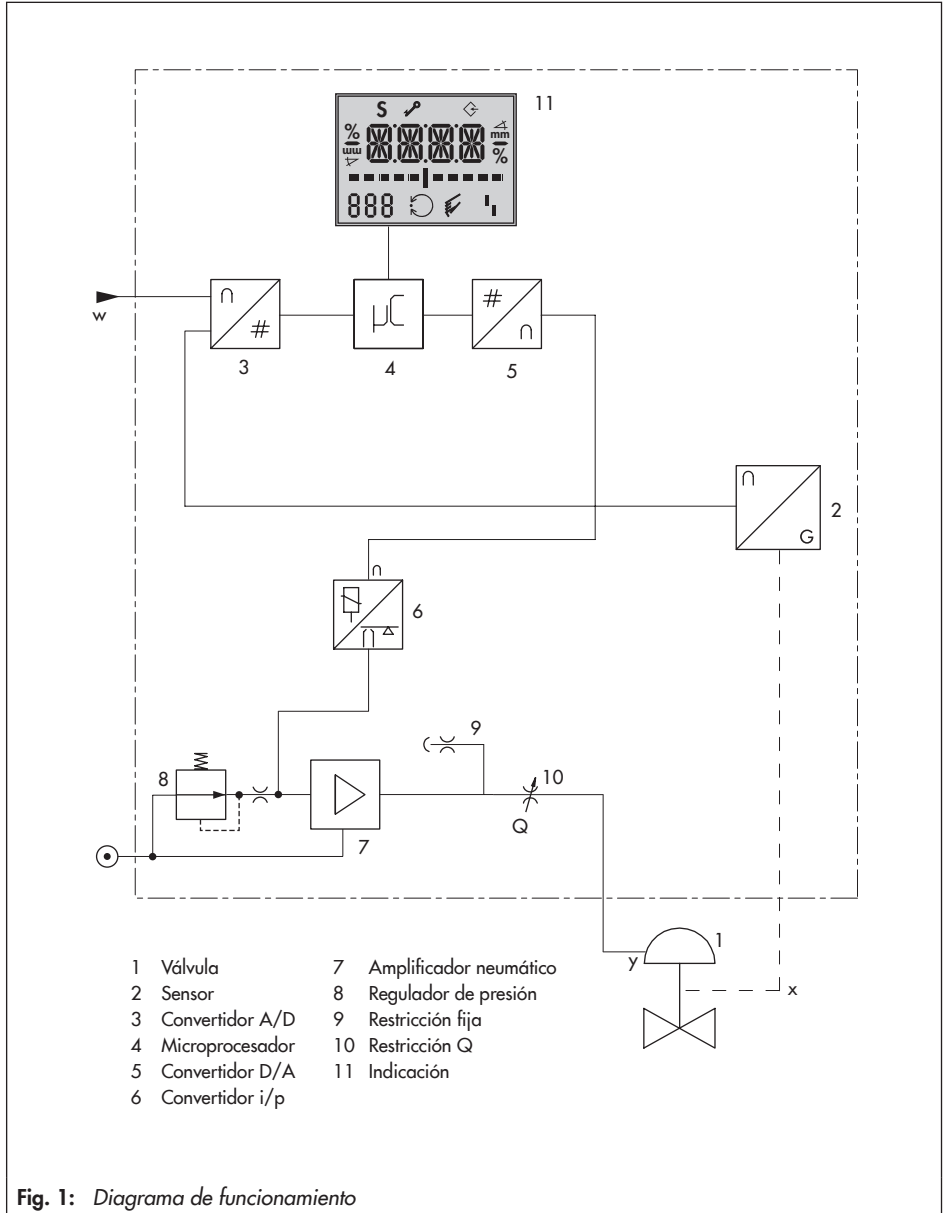 S
%
mm
mm
%
888
11
w
∩
#
3
µC
4
#
∩
5
∩
G
2
∩
6
9
8
10
Q
7
1
y
x
1 Válvula
2 Sensor
3 Convertidor A/D
4 Microprocesador
5 Convertidor D/A
6 Convertidor i/p
7 Amplificador neumático
8 Regulador de presión
9 Restricción fija
10 Restricción Q
11 Indicación
Fig. 1: Diagrama de funcionamiento